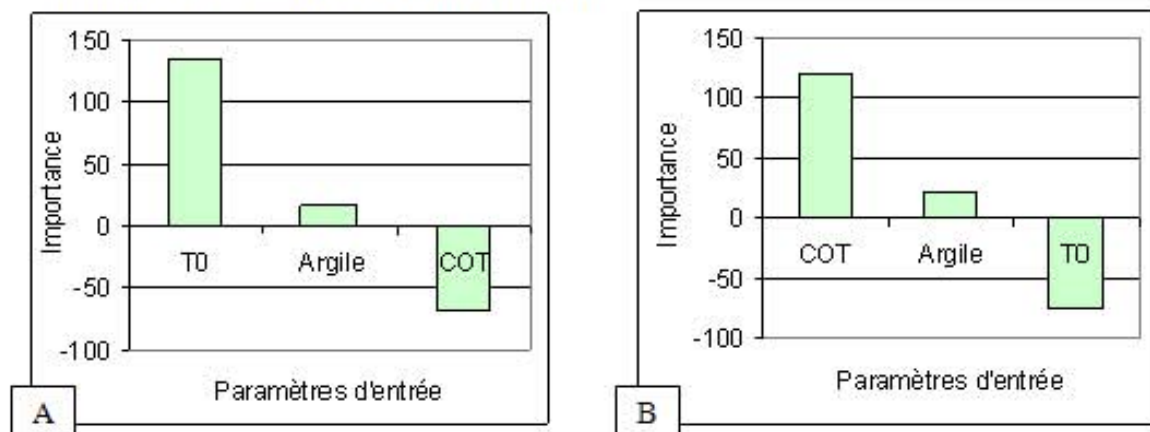 150
100
50
0
-50
-100
Importance
T0
Argile
COT
Paramètres d'entrée
A
150
100
50
0
-50
-100
Importance
COT
Argile
T0
Paramètres d'entrée
B